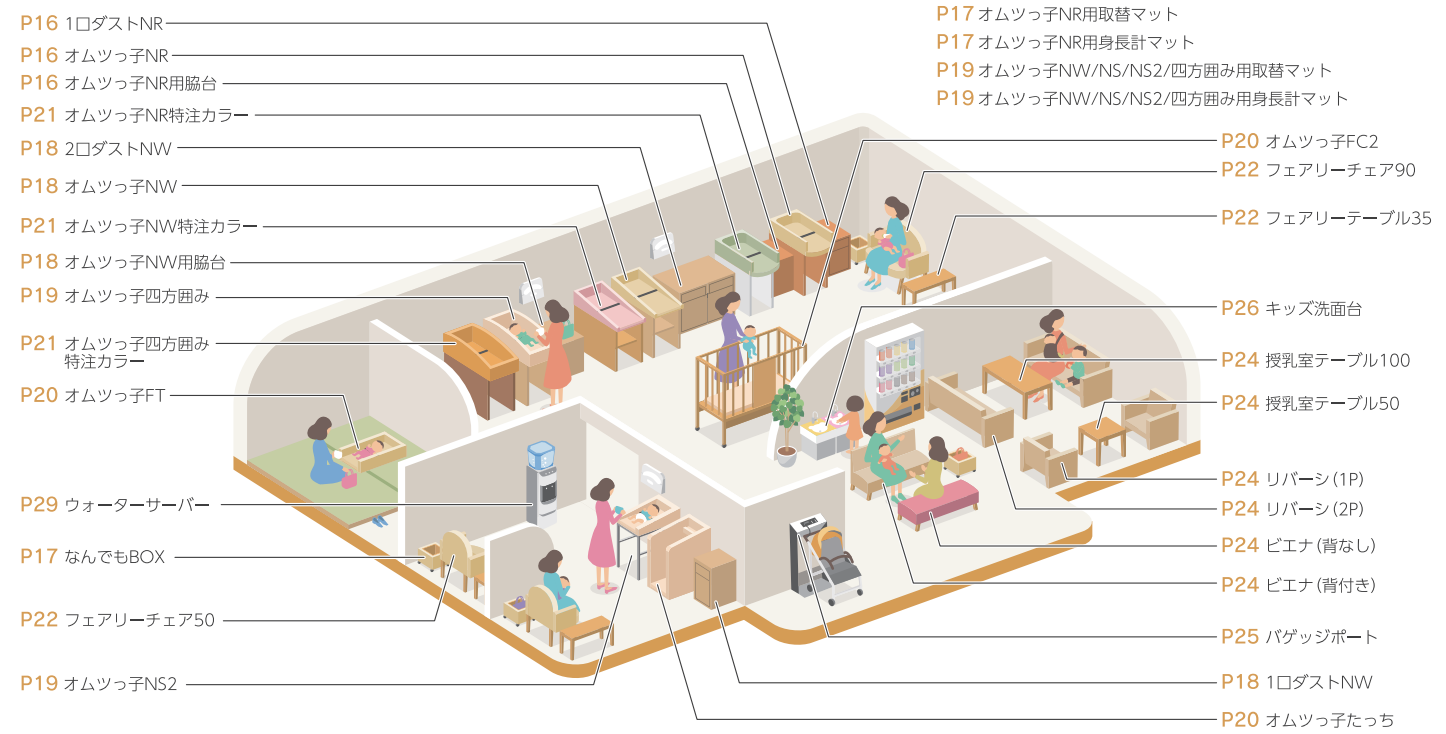 P16 1口ダストNR
P16 オムツっ子NR
P16 オムツっ子NR用脇台
P21 オムツっ子NR特注カラー
P18 2口ダストNW
P18 オムツっ子NW
P21 オムツっ子NW特注カラー
P18 オムツっ子NW用脇台
P19 オムツっ子四方囲み
P21 オムツっ子四方囲み
特注カラー
P20 オムツっ子FT
P29 ウォーターサーバー
P17 なんでもBOX
P22 フェアリーチェア50
P19 オムツっ子NS2
P17 オムツっ子NR用取替マット
P17 オムツっ子NR用身長計マット
P19 オムツっ子NW/NS/NS2/四方囲み用取替マット
P19 オムツっ子NW/NS/NS2/四方囲み用身長計マット
P20 オムツっ子FC2
P22 フェアリーチェア90
P22 フェアリーテーブル35
P26 キッズ洗面台
P24 授乳室テーブル100
P24 授乳室テーブル50
P24 リバーシ(1P)
P24 リバーシ(2P)
P24 ビエナ(背なし)
P24 ビエナ(背付き)
P25 バゲッジポート
P18 1口ダストNW
P20 オムツっ子たっち